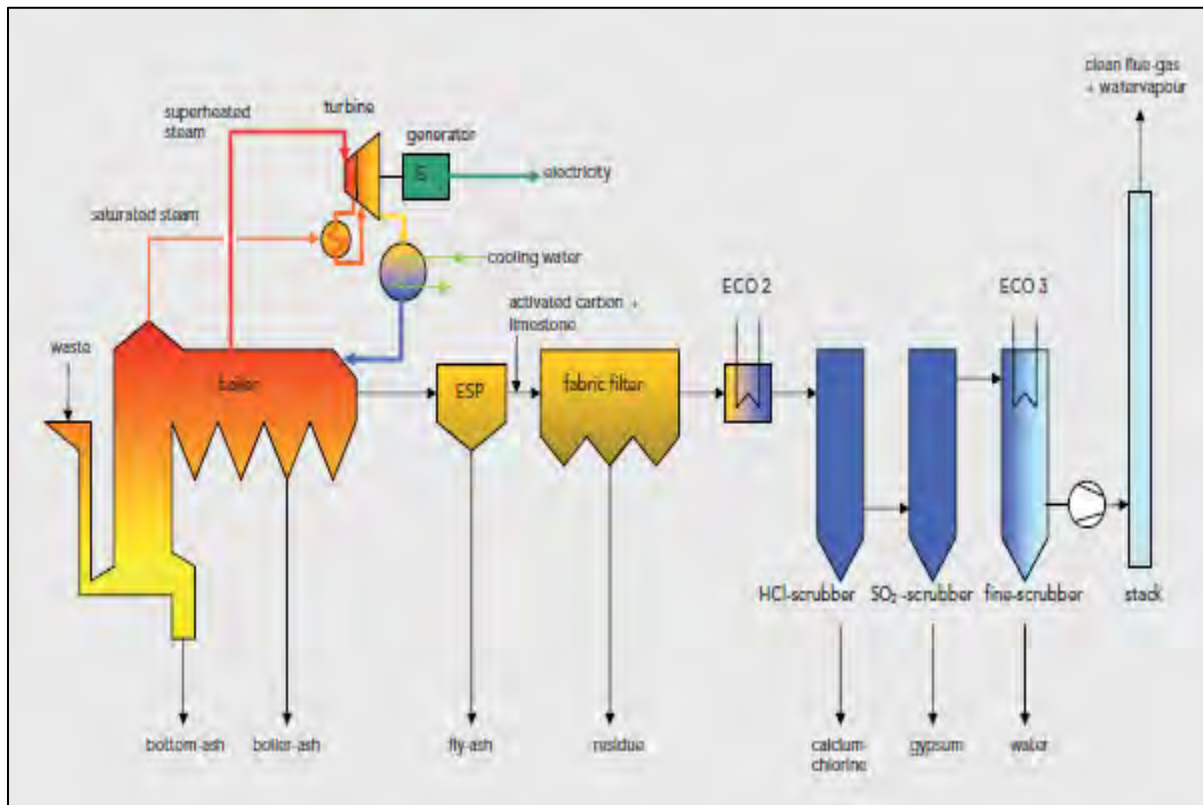 clean flue-gas
+ watervapour
turbine
superheated
steam
generator
G
electricity
saturated steam
cooling water
ECO 2
ECO 3
activated carbon +
limestone
waste
boiler
ESP
fabric filter
HCl-scrubber
SO₂-scrubber
fine-scrubber
stack
bottom-ash
boiler-ash
fly-ash
residue
calcium-
chlorine
gypsum
water